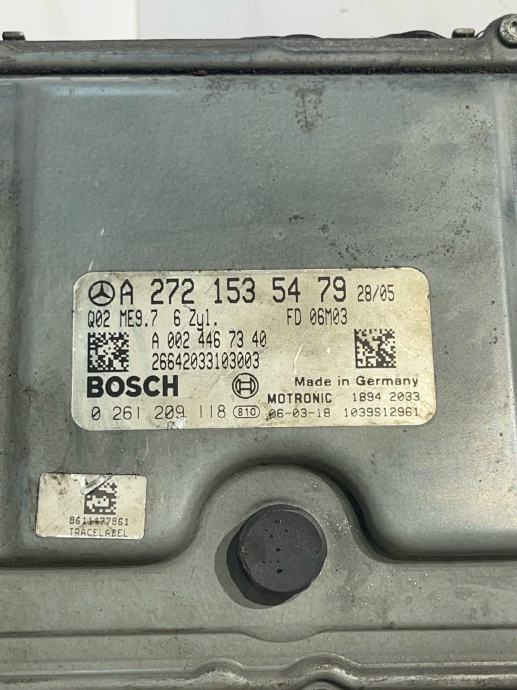 A 272 153 54 79 28/05
Q02 ME9.7 6 Zyl. FD 06M03
A 002 446 73 40
26642033103003
BOSCH
Made in Germany
MOTRONIC 1894 2033
0 261 209 118 810 06-03-18 1039S12961
8611477861
TRACELABEL